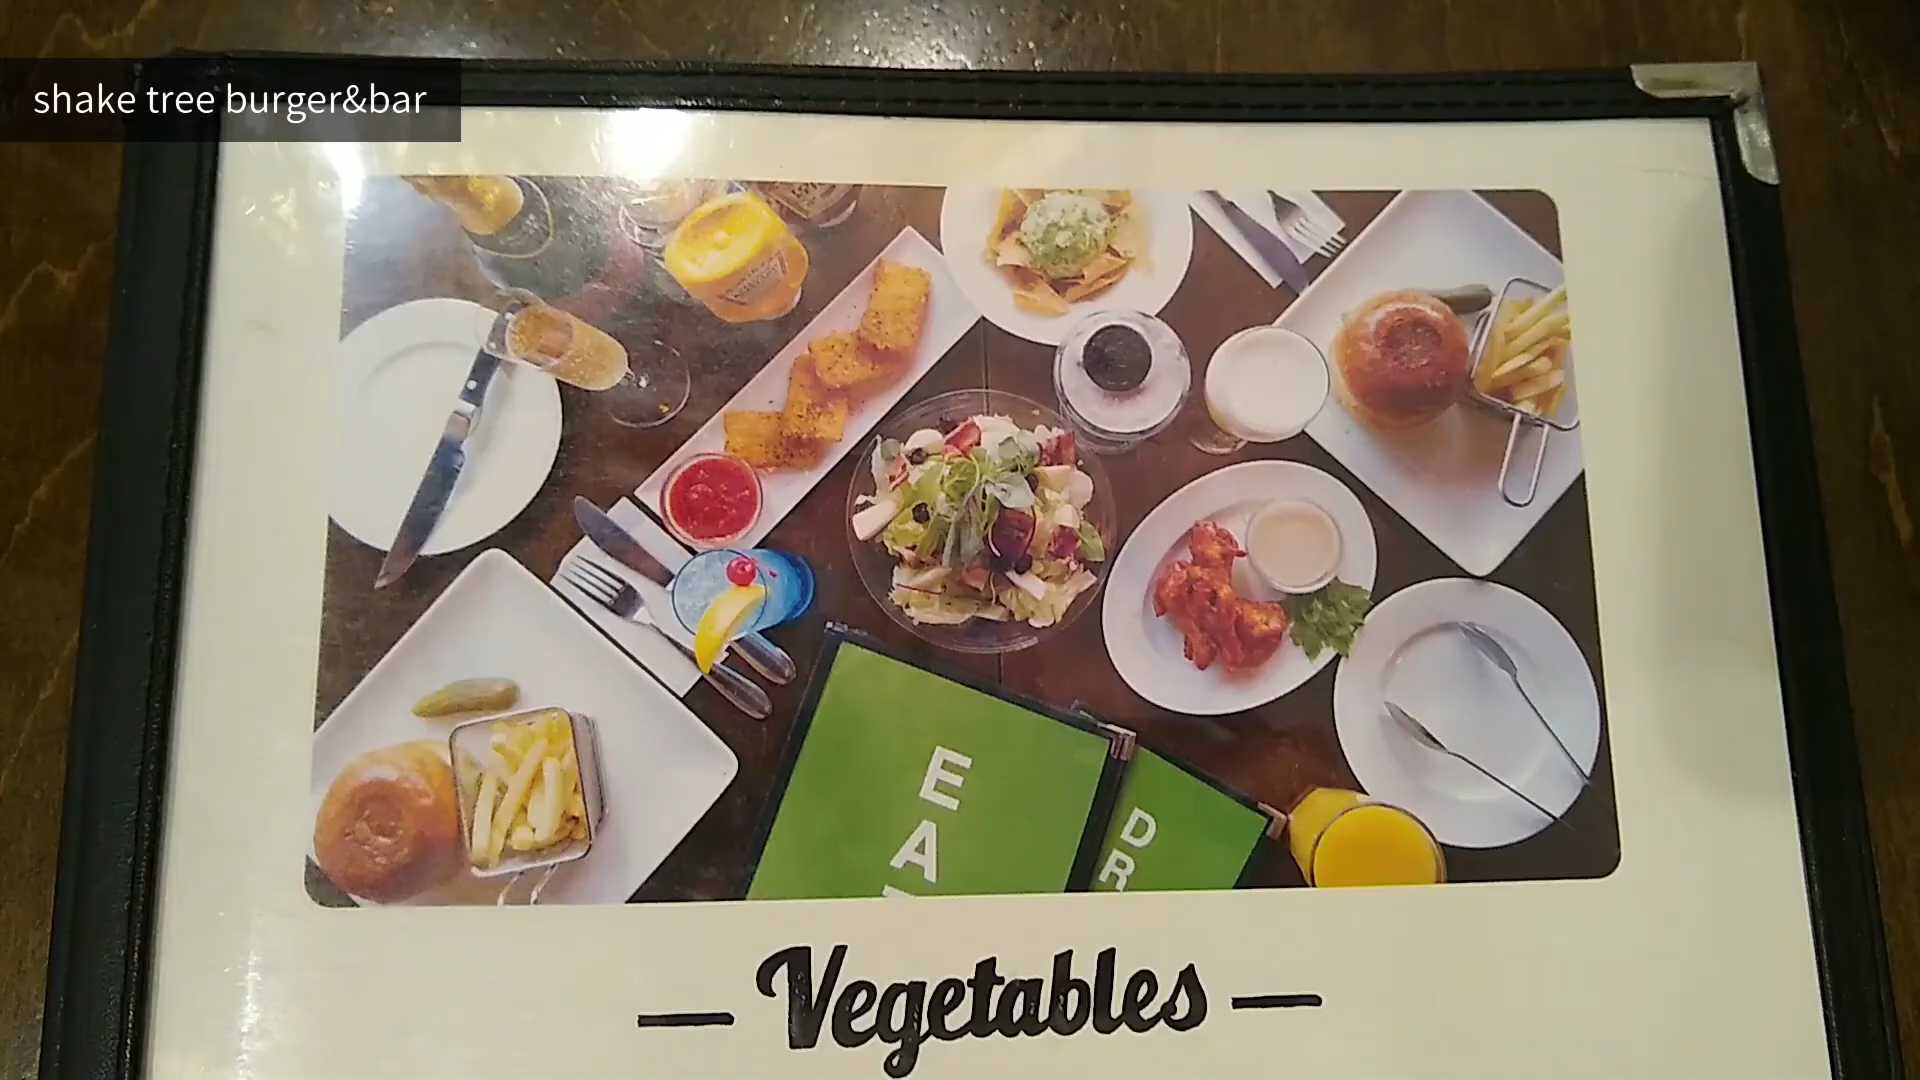 shake tree burger&bar
E
A
D
R
— Vegetables —